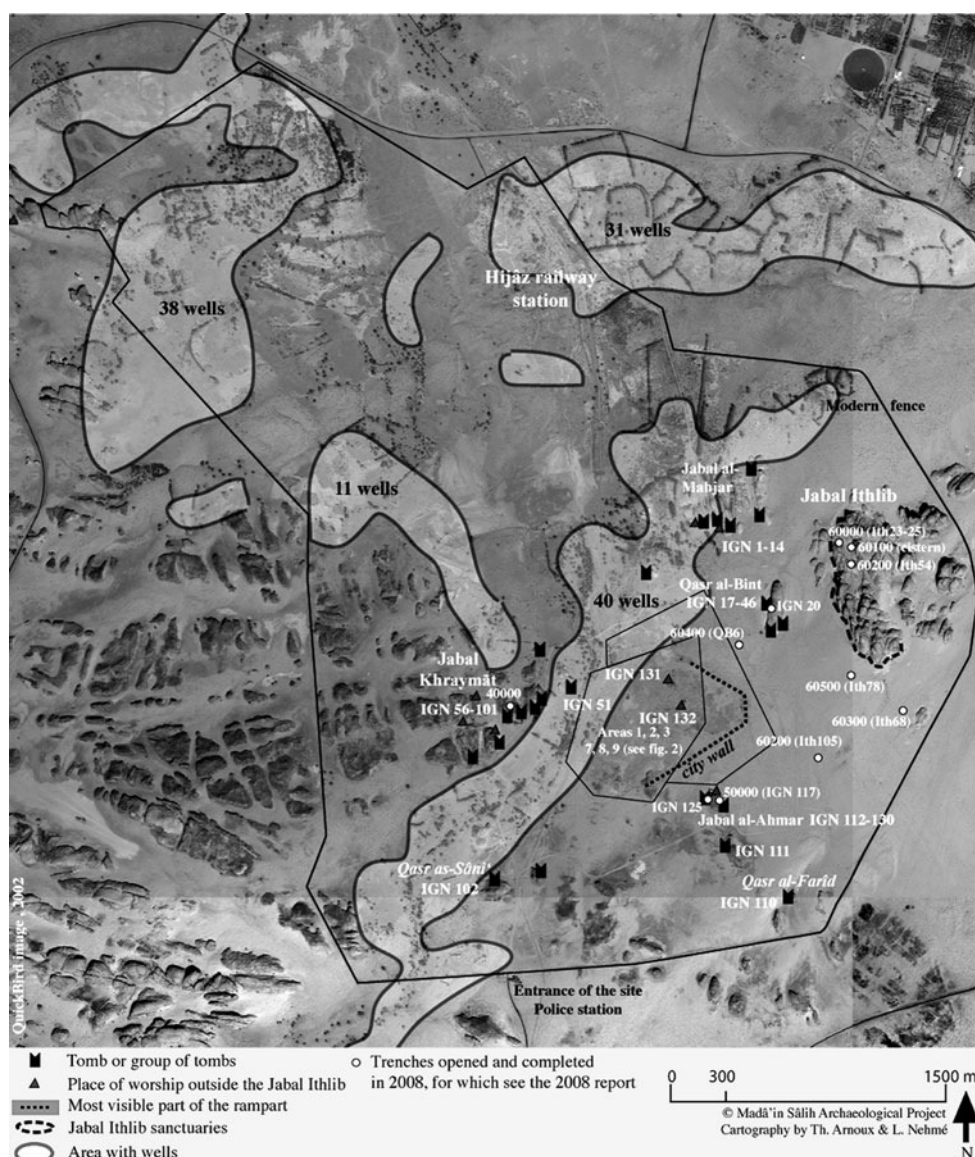 31 wells
Hijâz railway
station
38 wells
Modern fence
11 wells
Jabal al-
Mahjar
Jabal Ithlib
60000 (Ith23-25)
60100 (cistern)
60200 (Ith54)
IGN 1-14
40 wells
Qasr al-Bint
IGN 17-46
IGN 20
60400 (QB6)
Jabal
Khraymât
IGN 56-101
40000
IGN 51
IGN 131
IGN 132
Areas 1, 2, 3
7, 8, 9 (see fig. 2)
city wall
60500 (Ith78)
60300 (Ith68)
60200 (Ith105)
50000 (IGN 117)
IGN 125
Jabal al-Ahmar IGN 112-130
IGN 111
Qasr as-Sâni‘
IGN 102
Qasr al-Farîd
IGN 110
Entrance of the site
Police station
QuickBird image , 2002
Tomb or group of tombs
Place of worship outside the Jabal Ithlib
Most visible part of the rampart
Jabal Ithlib sanctuaries
Area with wells
Trenches opened and completed
in 2008, for which see the 2008 report
0 300 1500 m
© Madâ’in Sâlih Archaeological Project
Cartography by Th. Arnoux & L. Nehmé
N